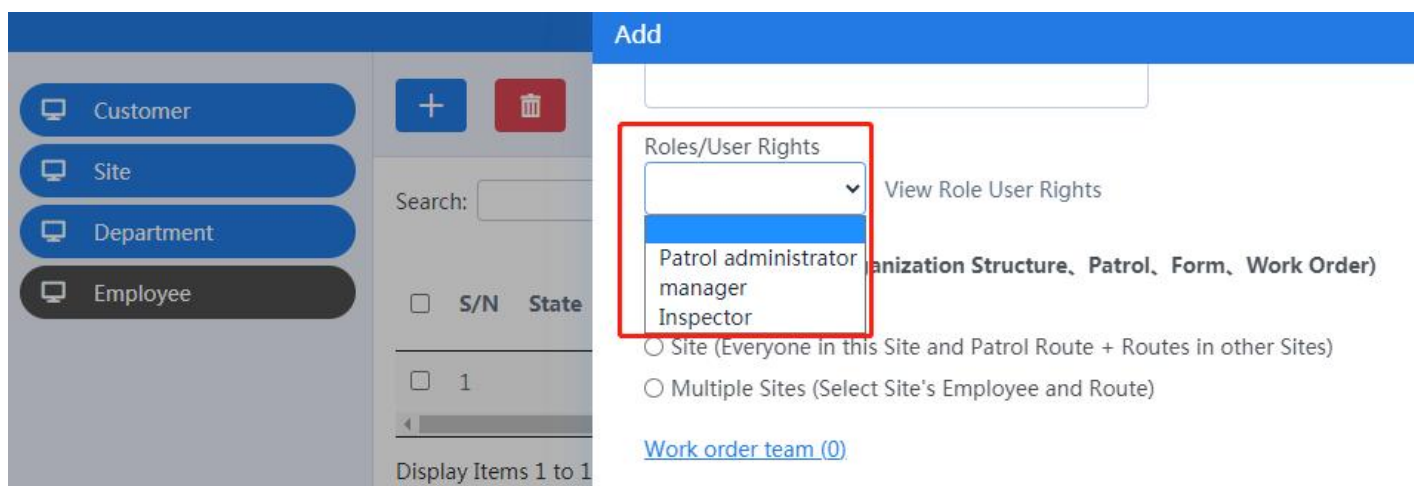 Add
Customer
Site
Department
Employee
Search:
S/N State
1
Display Items 1 to 1
Roles/User Rights
View Role User Rights
Patrol administrator
manager
Inspector
anization Structure、Patrol、Form、Work Order)
Site (Everyone in this Site and Patrol Route + Routes in other Sites)
Multiple Sites (Select Site's Employee and Route)
Work order team (0)